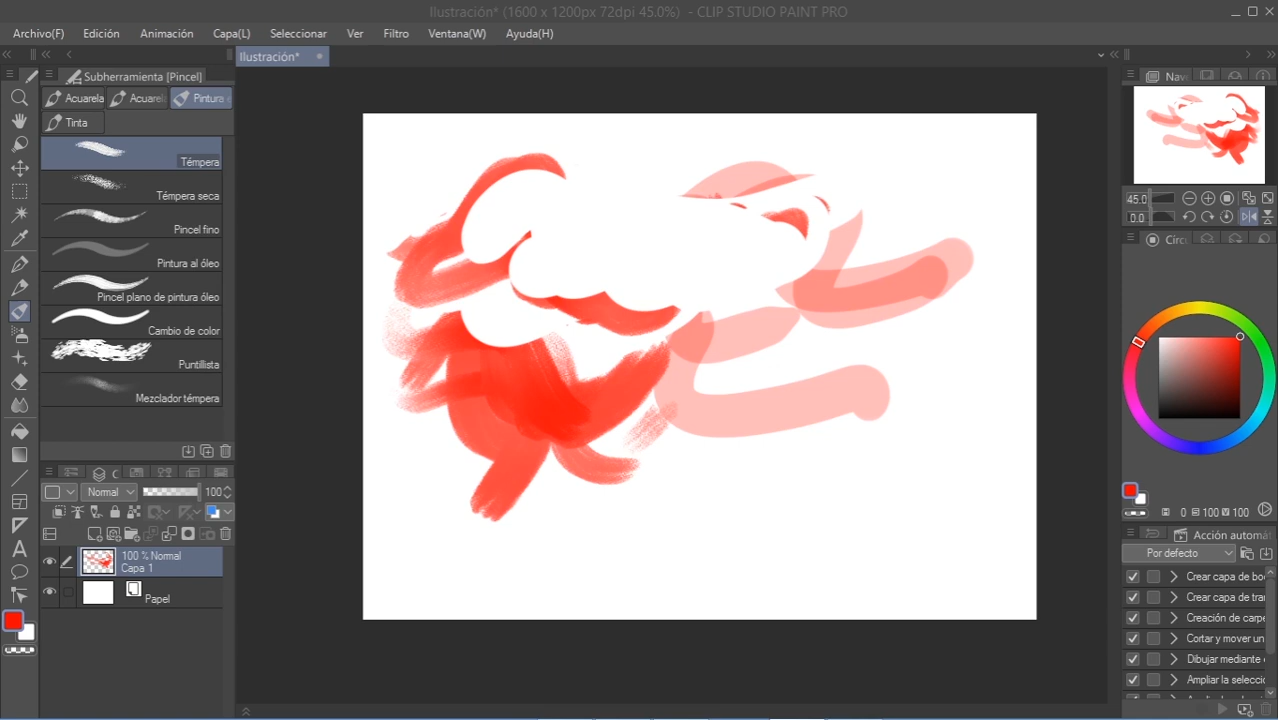 Ilustración* (1600 x 1200px 72dpi 45.0%) - CLIP STUDIO PAINT PRO
Archivo(F) Edición Animación Capa(L) Seleccionar Ver Filtro Ventana(W) Ayuda(H)
Ilustración*
Subherramienta [Pincel]
Acuarela Acuarel Pintura e
Tinta
Témpera
Témpera seca
Pincel fino
Pintura al óleo
Pincel plano de pintura óleo
Cambio de color
Puntillista
Mezclador témpera
Normal 100
100 % Normal
Capa 1
Papel
Nave
45.0
0.0
Círc
0 100 100
Acción automát
Por defecto
Crear capa de bo
Crear capa de tra
Creación de carpe
Cortar y mover un
Dibujar mediante
Ampliar la selecció